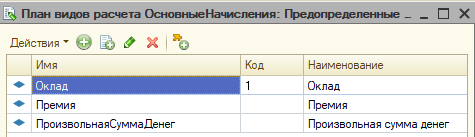 План видов расчета ОсновныеНачисления: Предопределенные ...
Действия
Имя Код Наименование
Оклад 1 Оклад
Премия Премия
ПроизвольнаяСуммаДенег Произвольная сумма денег